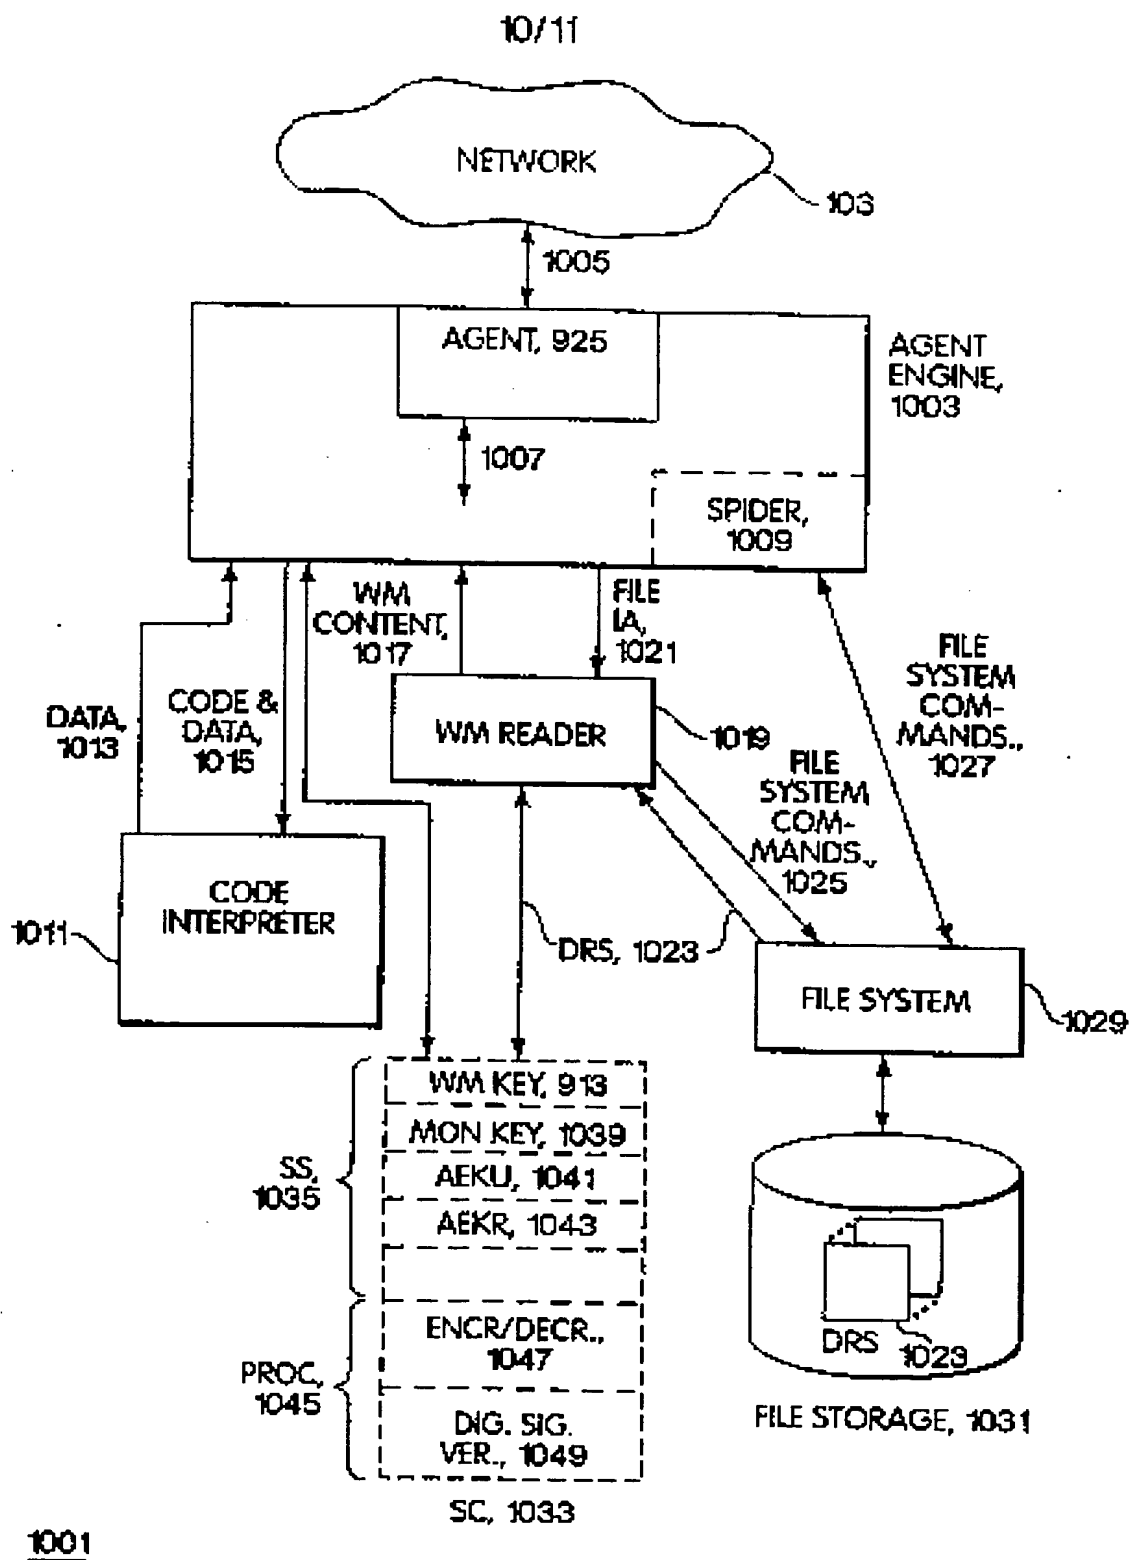 10/11
NETWORK
103
1005
AGENT, 925
AGENT
ENGINE,
1003
1007
SPIDER,
1009
WM
CONTENT,
1017
FILE
IA,
1021
FILE
SYSTEM
COM-
MANDS.,
1027
DATA,
1013
CODE &
DATA,
1015
WM READER
1019
FILE
SYSTEM
COM-
MANDS.,
1025
CODE
INTERPRETER
1011
DRS, 1023
FILE SYSTEM
1029
WM KEY, 913
MON KEY, 1039
SS,
1035
AEKU, 1041
AEKR, 1043
ENCR/DECR.,
1047
PROC,
1045
DIG. SIG.
VER., 1049
DRS
1023
FILE STORAGE, 1031
SC, 1033
1001